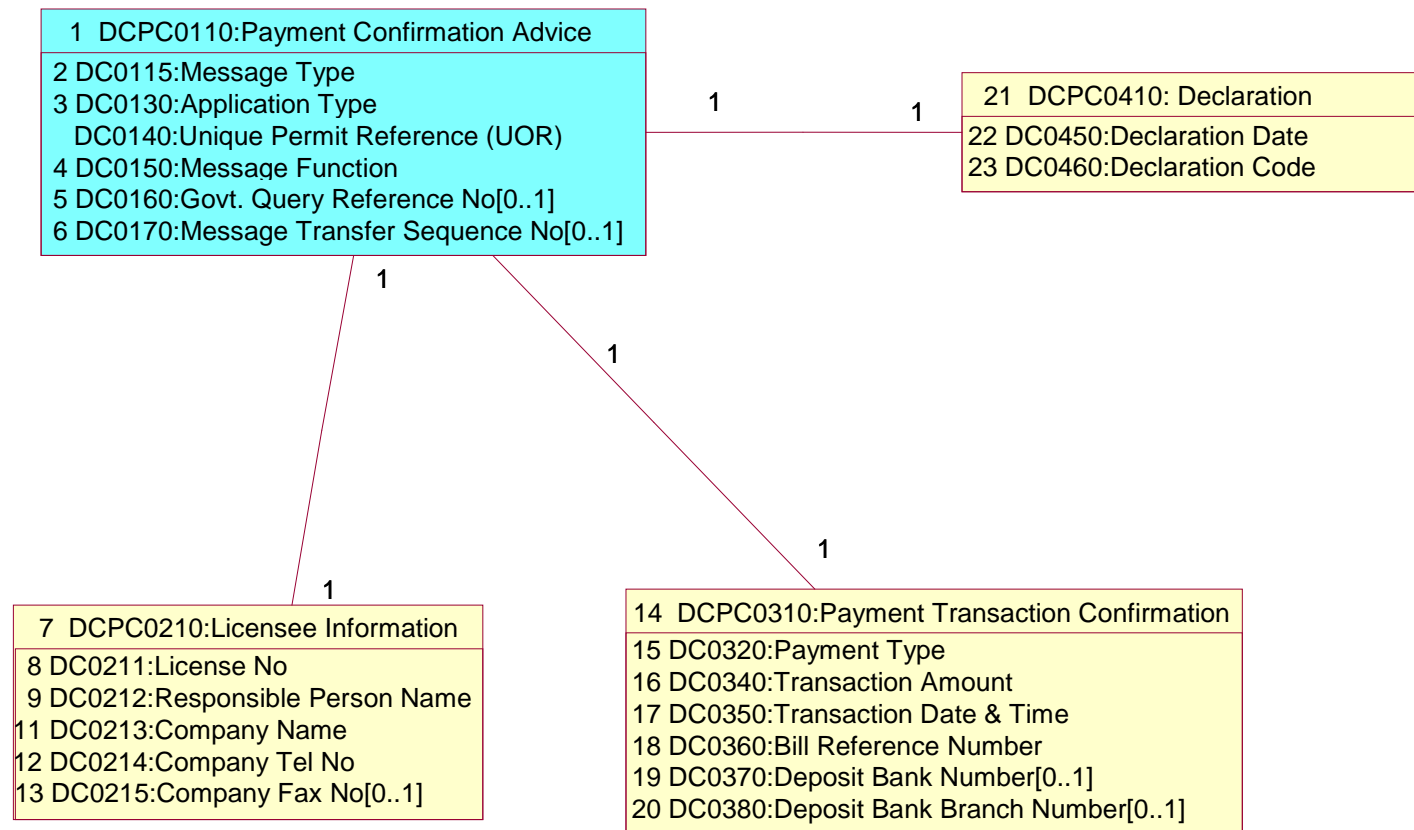 1 DCPC0110:Payment Confirmation Advice
2 DC0115:Message Type
3 DC0130:Application Type
DC0140:Unique Permit Reference (UOR)
4 DC0150:Message Function
5 DC0160:Govt. Query Reference No[0..1]
6 DC0170:Message Transfer Sequence No[0..1]
1
1
21 DCPC0410: Declaration
22 DC0450:Declaration Date
23 DC0460:Declaration Code
1
1
1
1
7 DCPC0210:Licensee Information
8 DC0211:License No
9 DC0212:Responsible Person Name
11 DC0213:Company Name
12 DC0214:Company Tel No
13 DC0215:Company Fax No[0..1]
14 DCPC0310:Payment Transaction Confirmation
15 DC0320:Payment Type
16 DC0340:Transaction Amount
17 DC0350:Transaction Date & Time
18 DC0360:Bill Reference Number
19 DC0370:Deposit Bank Number[0..1]
20 DC0380:Deposit Bank Branch Number[0..1]